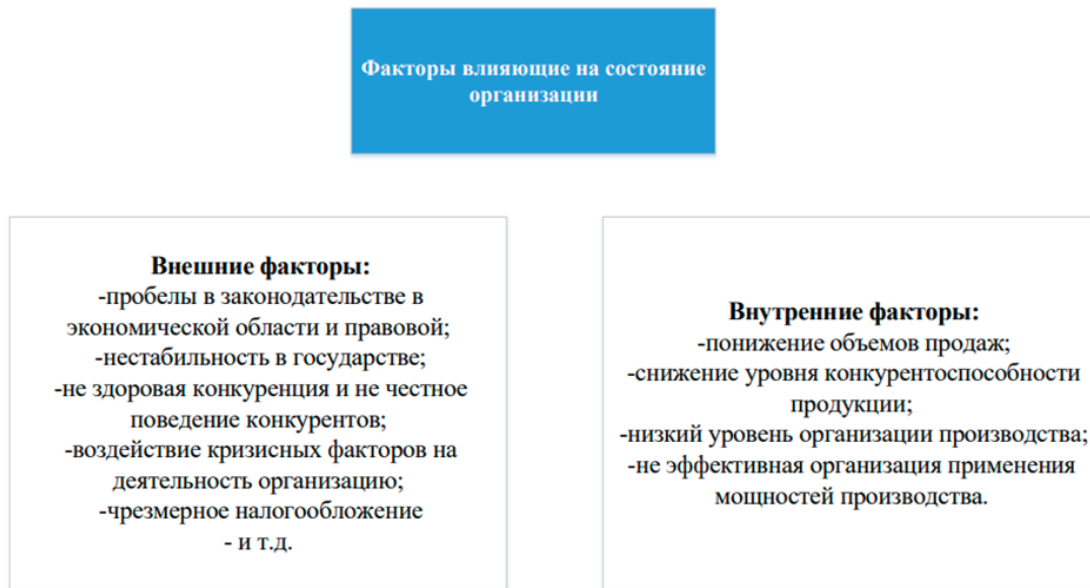 Факторы влияющие на состояние
организации
Внешние факторы:
-пробелы в законодательстве в
экономической области и правовой;
-нестабильность в государстве;
-не здоровая конкуренция и не честное
поведение конкурентов;
-воздействие кризисных факторов на
деятельность организацию;
-чрезмерное налогообложение
- и т.д.
Внутренние факторы:
-понижение объемов продаж;
-снижение уровня конкурентоспособности
продукции;
-низкий уровень организации производства;
-не эффективная организация применения
мощностей производства.